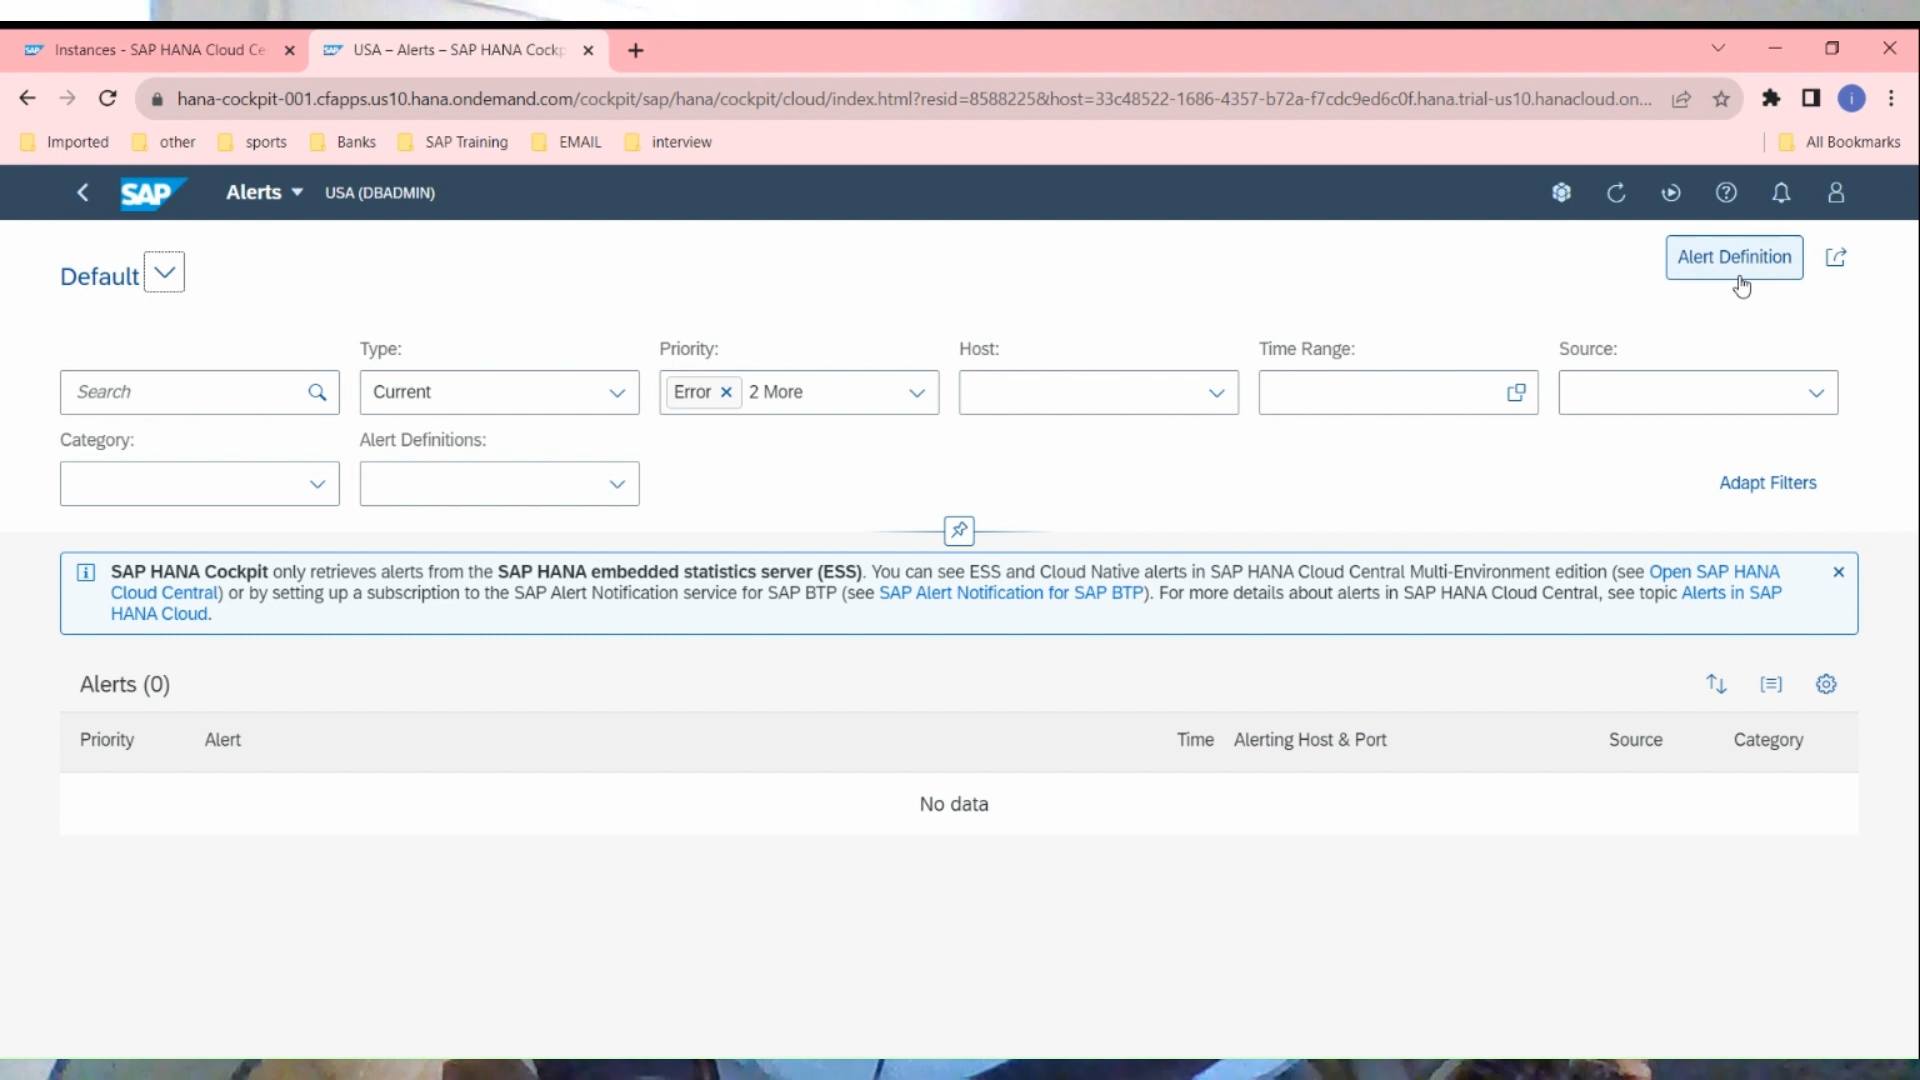 Instances - SAP HANA Cloud Ce
USA – Alerts – SAP HANA Cockp
hana-cockpit-001.cfapps.us10.hana.ondemand.com/cockpit/sap/hana/cockpit/cloud/index.html?resid=8588225&host=33c48522-1686-4357-b72a-f7cdc9ed6c0f.hana.trial-us10.hanacloud.on...
i
Imported other sports Banks SAP Training EMAIL interview All Bookmarks
SAP Alerts USA (DBADMIN)
Default
Alert Definition
Type: Priority: Host: Time Range: Source:
Search Current Error 2 More
Category: Alert Definitions:
Adapt Filters
SAP HANA Cockpit only retrieves alerts from the SAP HANA embedded statistics server (ESS). You can see ESS and Cloud Native alerts in SAP HANA Cloud Central Multi-Environment edition (see Open SAP HANA
Cloud Central) or by setting up a subscription to the SAP Alert Notification service for SAP BTP (see SAP Alert Notification for SAP BTP). For more details about alerts in SAP HANA Cloud Central, see topic Alerts in SAP
HANA Cloud.
Alerts (0)
Priority Alert Time Alerting Host & Port Source Category
No data